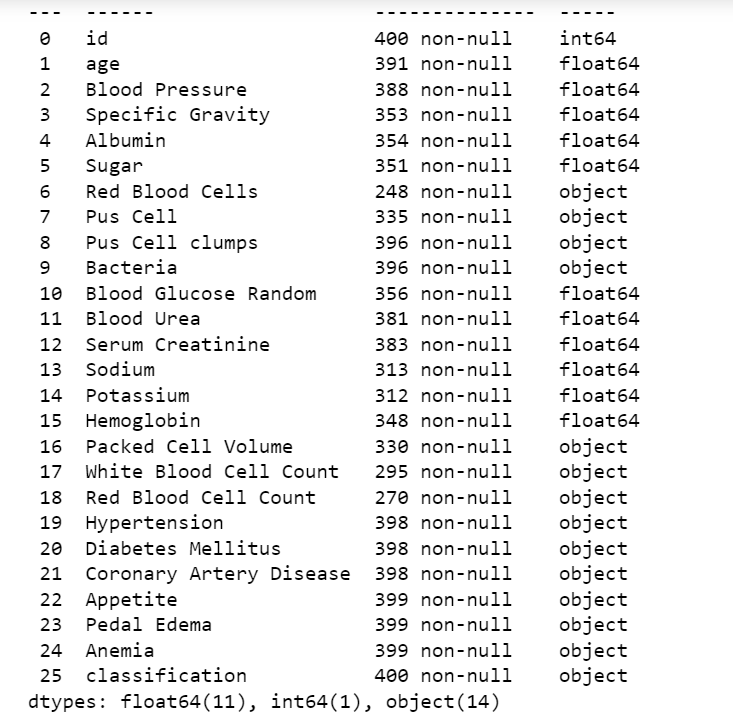 --- ------ -------------- -----
0 id 400 non-null int64
1 age 391 non-null float64
2 Blood Pressure 388 non-null float64
3 Specific Gravity 353 non-null float64
4 Albumin 354 non-null float64
5 Sugar 351 non-null float64
6 Red Blood Cells 248 non-null object
7 Pus Cell 335 non-null object
8 Pus Cell clumps 396 non-null object
9 Bacteria 396 non-null object
10 Blood Glucose Random 356 non-null float64
11 Blood Urea 381 non-null float64
12 Serum Creatinine 383 non-null float64
13 Sodium 313 non-null float64
14 Potassium 312 non-null float64
15 Hemoglobin 348 non-null float64
16 Packed Cell Volume 330 non-null object
17 White Blood Cell Count 295 non-null object
18 Red Blood Cell Count 270 non-null object
19 Hypertension 398 non-null object
20 Diabetes Mellitus 398 non-null object
21 Coronary Artery Disease 398 non-null object
22 Appetite 399 non-null object
23 Pedal Edema 399 non-null object
24 Anemia 399 non-null object
25 classification 400 non-null object
dtypes: float64(11), int64(1), object(14)